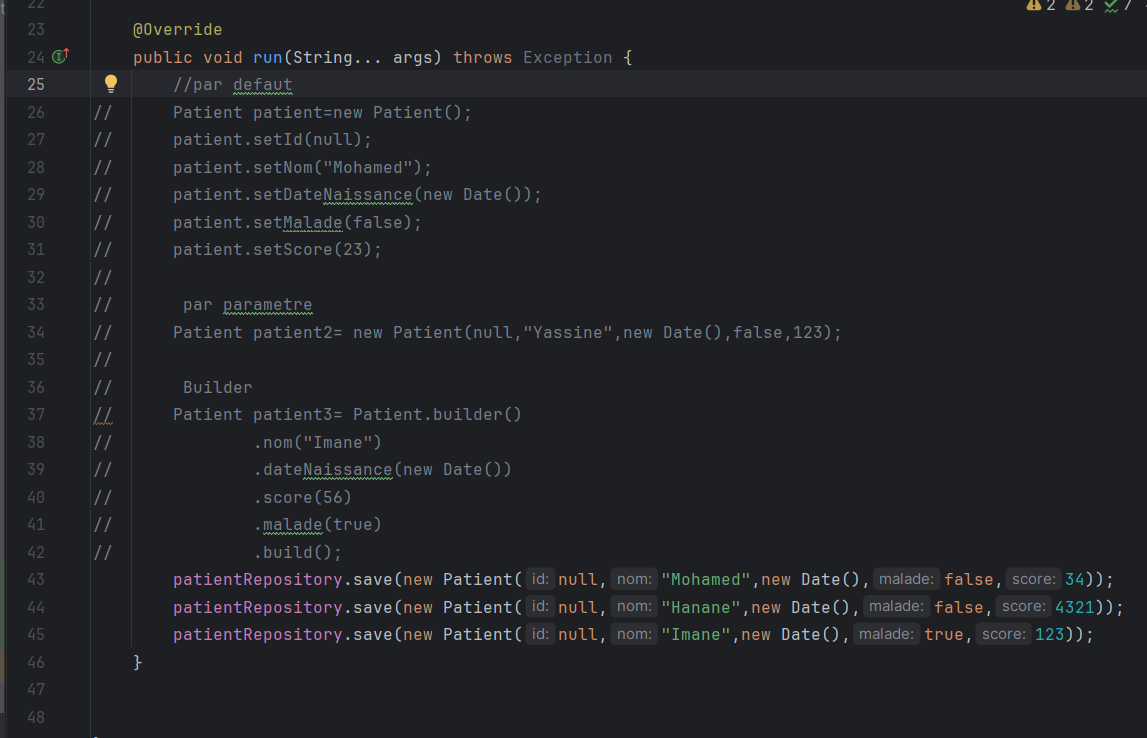 22
23 @Override
24 public void run(String... args) throws Exception {
25 //par defaut
26 // Patient patient=new Patient();
27 // patient.setId(null);
28 // patient.setNom("Mohamed");
29 // patient.setDateNaissance(new Date());
30 // patient.setMalade(false);
31 // patient.setScore(23);
32 //
33 // par parametre
34 // Patient patient2= new Patient(null,"Yassine",new Date(),false,123);
35 //
36 // Builder
37 // Patient patient3= Patient.builder()
38 // .nom("Imane")
39 // .dateNaissance(new Date())
40 // .score(56)
41 // .malade(true)
42 // .build();
43 patientRepository.save(new Patient( id: null, nom: "Mohamed",new Date(), malade: false, score: 34));
44 patientRepository.save(new Patient( id: null, nom: "Hanane",new Date(), malade: false, score: 4321));
45 patientRepository.save(new Patient( id: null, nom: "Imane",new Date(), malade: true, score: 123));
46 }
47
48
2 2 7